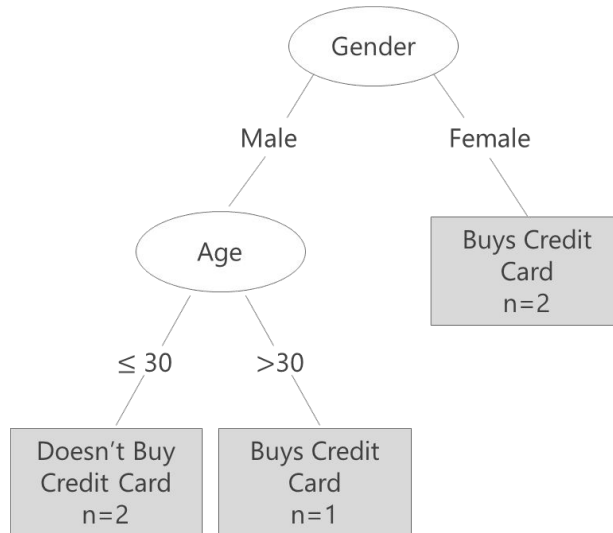 Gender
Male
Female
Age
Buys Credit
Card
n=2
≤ 30
>30
Doesn't Buy
Credit Card
n=2
Buys Credit
Card
n=1